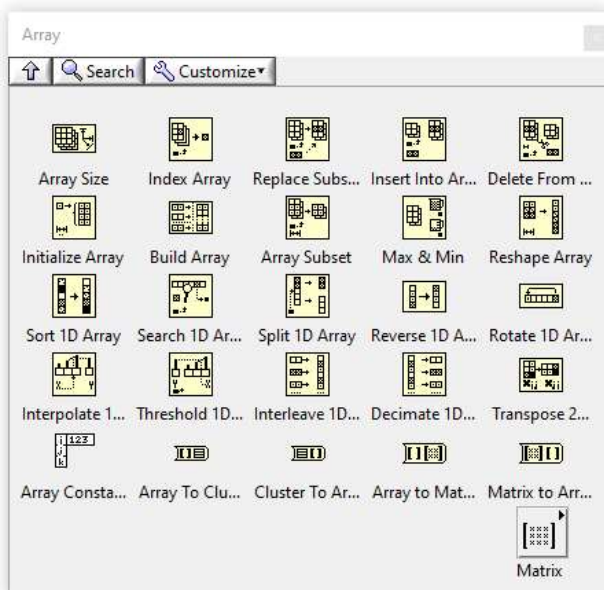 Array
Search Customize
Array Size Index Array Replace Subs... Insert Into Ar... Delete From ...
Initialize Array Build Array Array Subset Max & Min Reshape Array
Sort 1D Array Search 1D Ar... Split 1D Array Reverse 1D A... Rotate 1D Ar...
Interpolate 1... Threshold 1D... Interleave 1D... Decimate 1D... Transpose 2...
123
Array Consta... Array To Clu... Cluster To Ar... Array to Mat... Matrix to Arr...
Matrix